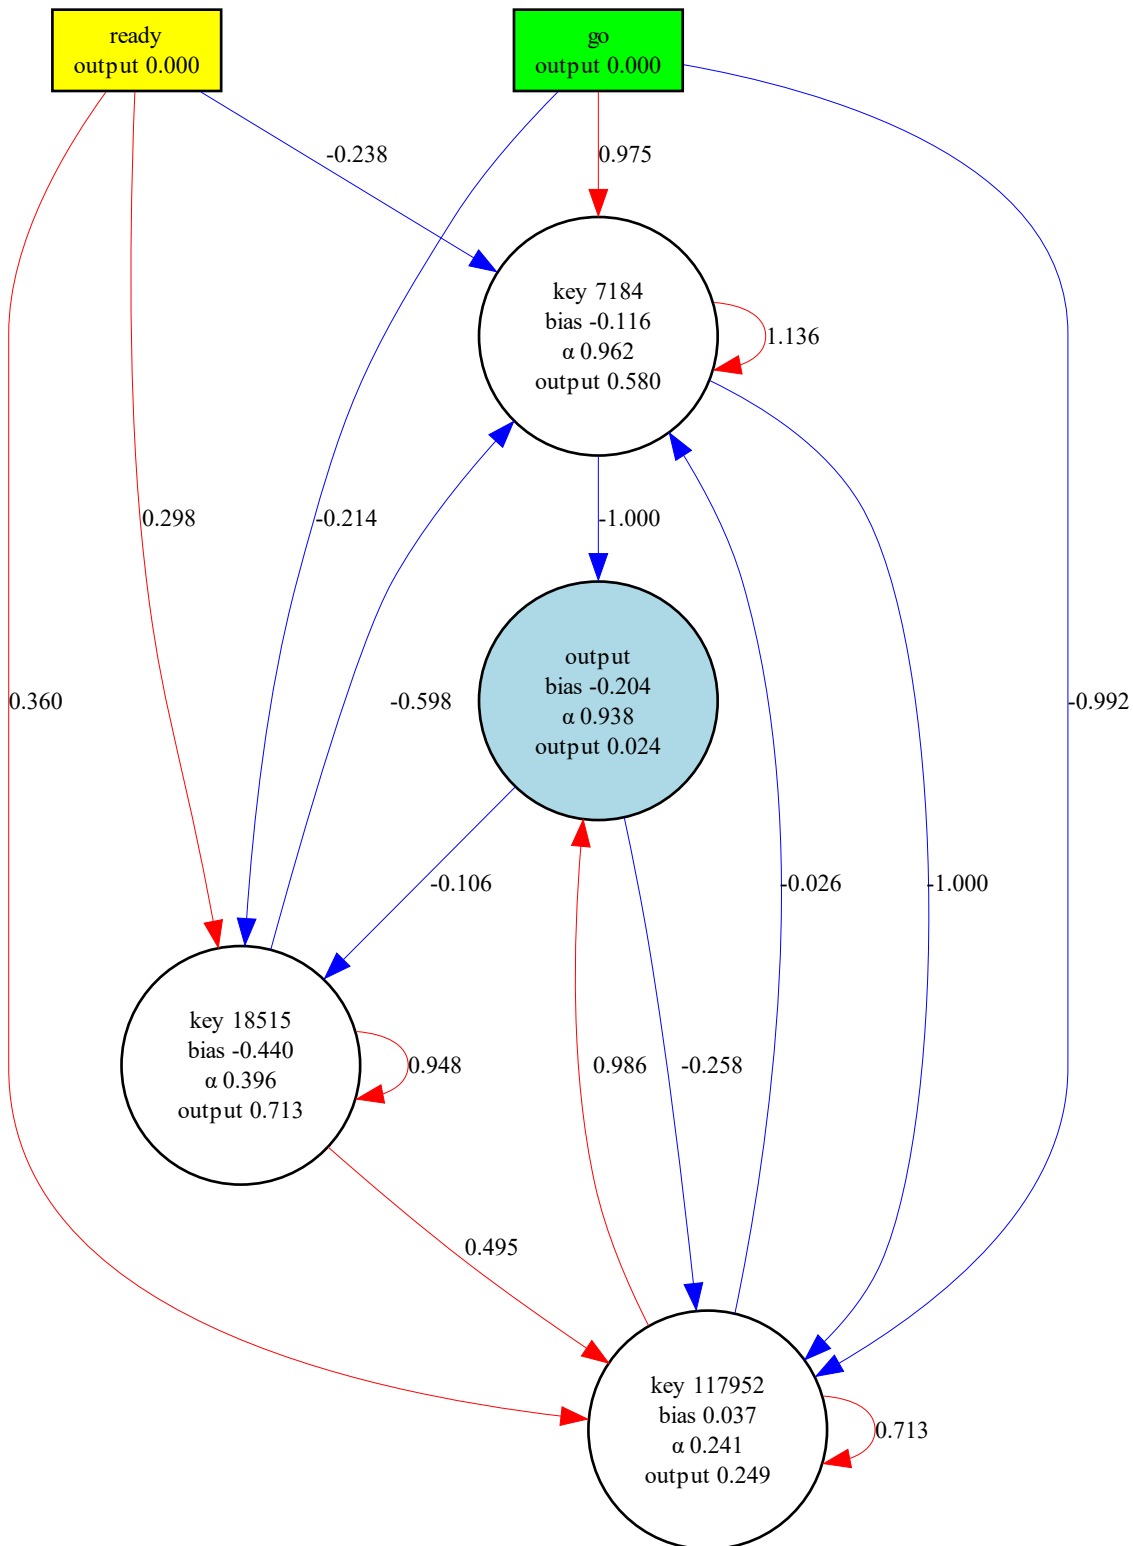 ready
output 0.000
go
output 0.000
-0.238
0.975
key 7184
bias -0.116
α 0.962
output 0.580
1.136
0.298
-0.214
-1.000
output
bias -0.204
α 0.938
output 0.024
0.360
-0.598
-0.992
-0.106
-0.026
-1.000
key 18515
bias -0.440
α 0.396
output 0.713
0.948
0.986
-0.258
0.495
key 117952
bias 0.037
α 0.241
output 0.249
0.713